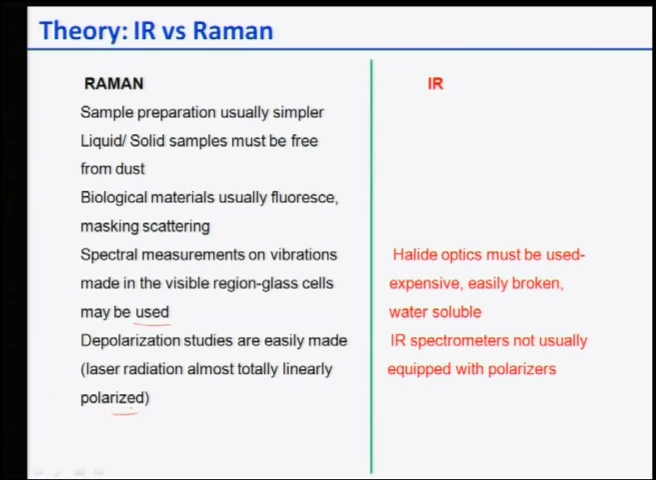 Theory: IR vs Raman
RAMAN
Sample preparation usually simpler
Liquid/ Solid samples must be free
from dust
Biological materials usually fluoresce,
masking scattering
Spectral measurements on vibrations
made in the visible region-glass cells
may be used
Depolarization studies are easily made
(laser radiation almost totally linearly
polarized)
IR
Halide optics must be used-
expensive, easily broken,
water soluble
IR spectrometers not usually
equipped with polarizers